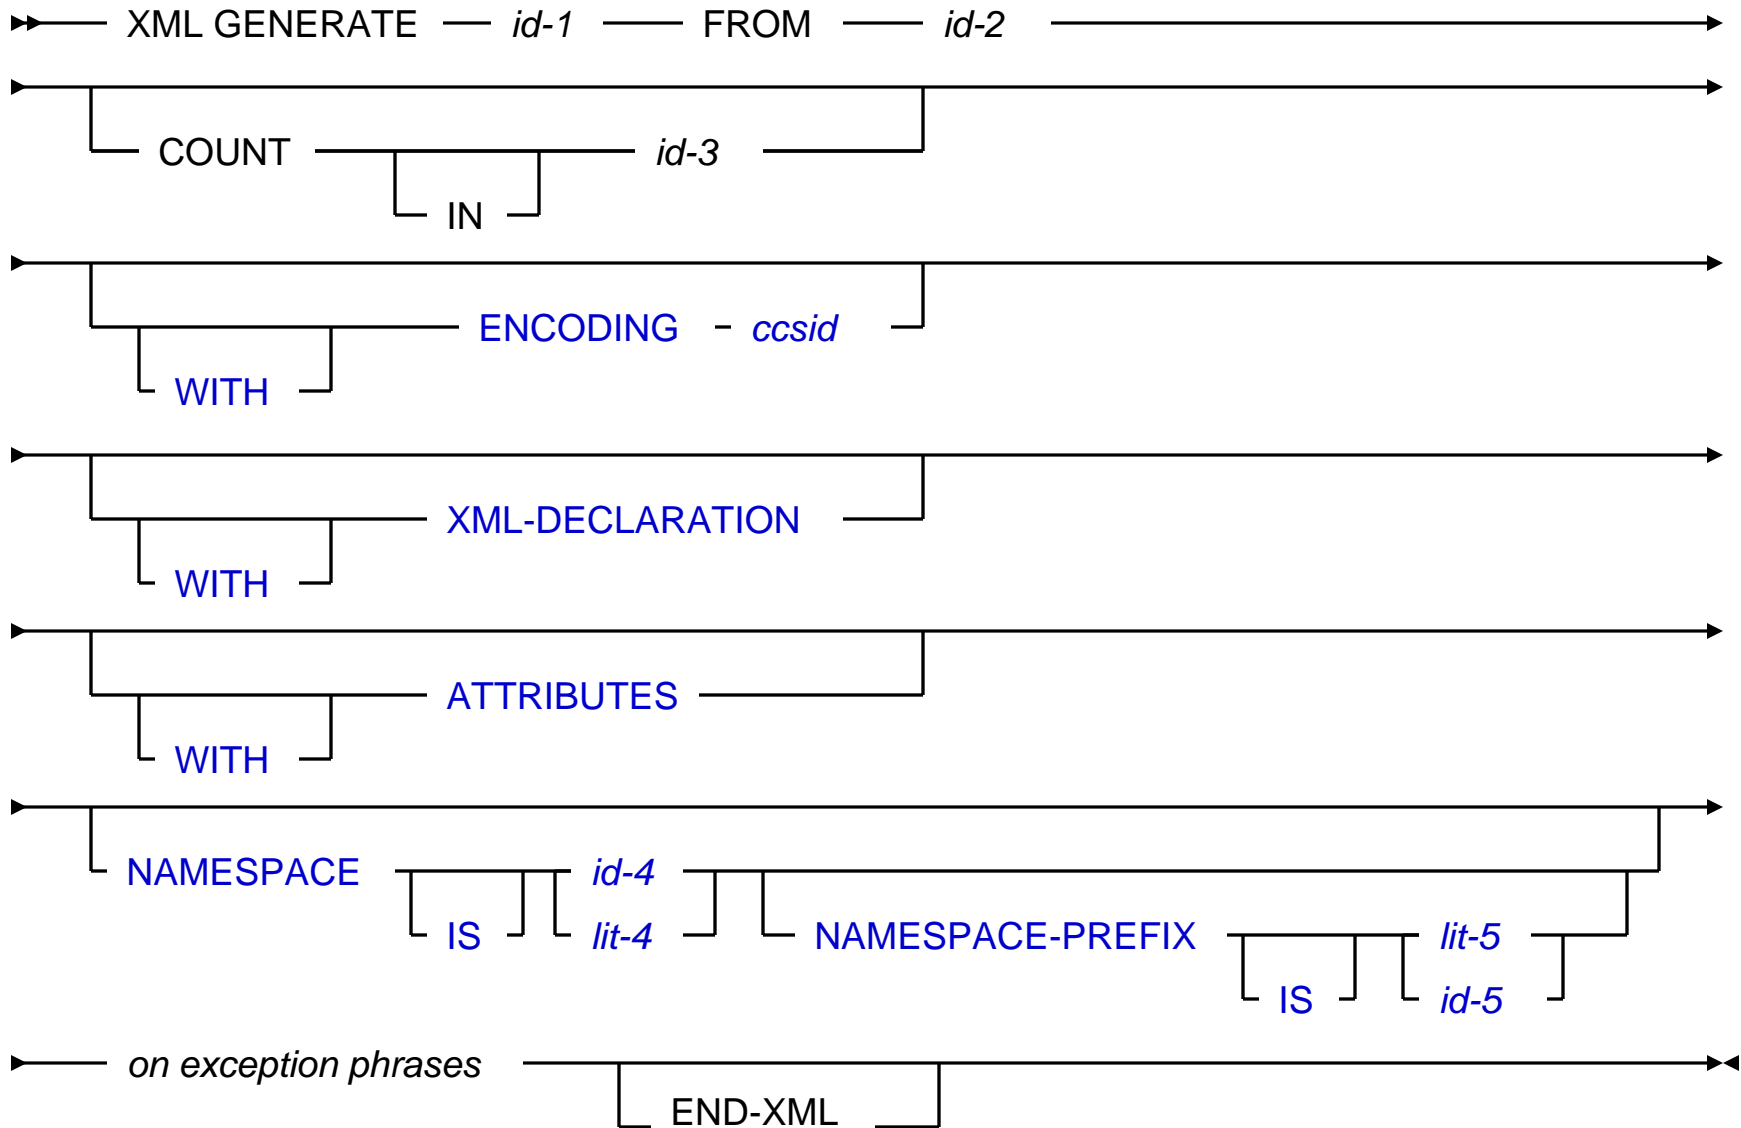 XML GENERATE id-1 FROM id-2
COUNT id-3
IN
ENCODING ccsid
WITH
XML-DECLARATION
WITH
ATTRIBUTES
WITH
NAMESPACE id-4
IS lit-4 NAMESPACE-PREFIX lit-5
IS id-5
on exception phrases
END-XML